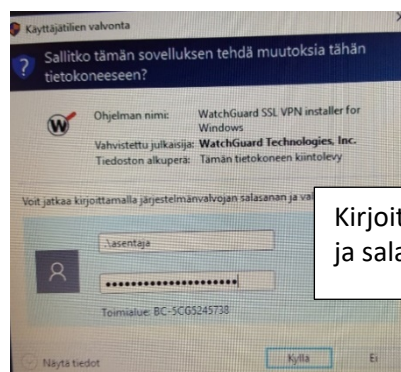 Käyttäjätilien valvonta
Sallitko tämän sovelluksen tehdä muutoksia tähän
tietokoneeseen?
Ohjelman nimi: WatchGuard SSL VPN installer for
Windows
Vahvistettu julkaisija: WatchGuard Technologies, Inc.
Tiedoston alkuperä: Tämän tietokoneen kiintolevy
Voit jatkaa kirjoittamalla järjestelmänvalvojan salasanan ja va
Kirjoit
ja sala
.\asentaja
Toimialue: BC-5CG5245738
Näytä tiedot
Kyllä
Ei